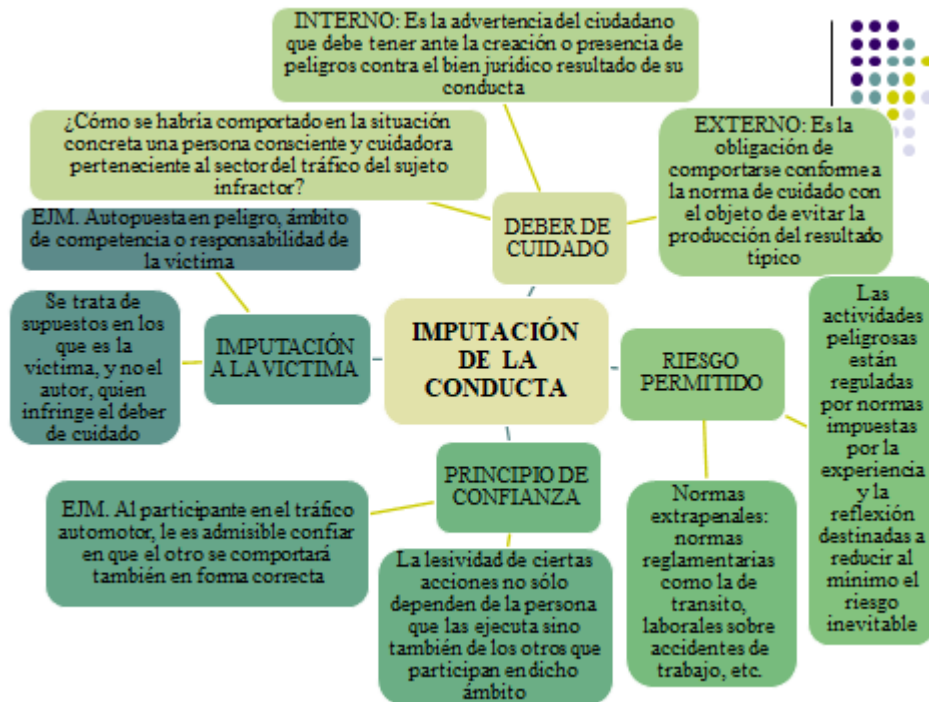 INTERNO: Es la advertencia del ciudadano
que debe tener ante la creación o presencia de
peligros contra el bien jurídico resultado de su
conducta
¿Cómo se habría comportado en la situación
concreta una persona consciente y cuidadora
perteneciente al sector del tráfico del sujeto
infractor?
EXTERNO: Es la
obligación de
comportarse conforme a
la norma de cuidado con
el objeto de evitar la
producción del resultado
típico
DEBER DE
CUIDADO
EJM. Autopuesta en peligro, ámbito
de competencia o responsabilidad de
la víctima
Se trata de
supuestos en los
que es la
víctima, y no el
autor, quien
infringe el deber
de cuidado
IMPUTACIÓN
A LA VICTIMA
IMPUTACIÓN
DE LA
CONDUCTA
RIESGO
PERMITIDO
Las
actividades
peligrosas
están
reguladas
por normas
impuestas
por la
experiencia
y la
reflexión
destinadas a
reducir al
mínimo el
riesgo
inevitable
PRINCIPIO DE
CONFIANZA
EJM. Al participante en el tráfico
automotor, le es admisible confiar
en que el otro se comportará
también en forma correcta
La lesividad de ciertas
acciones no sólo
dependen de la persona
que las ejecuta sino
también de los otros que
participan en dicho
ámbito
Normas
extrapenales:
normas
reglamentarias
como la de
transito,
laborales sobre
accidentes de
trabajo, etc.